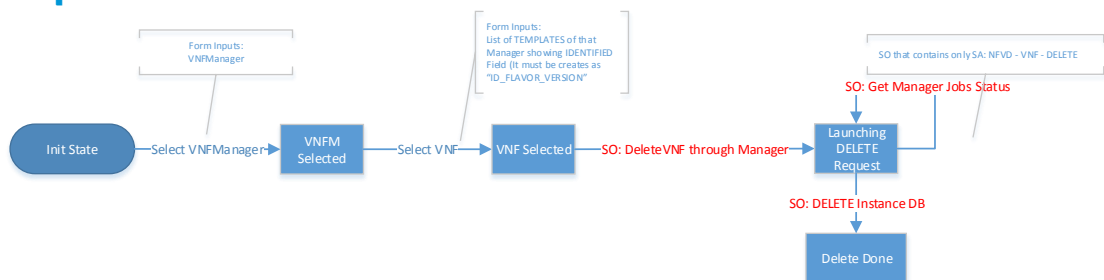 Form Inputs:
VNFManager
Form Inputs:
List of TEMPLATES of that
Manager showing IDENTIFIED
Field (It must be creates as
"ID_FLAVOR_VERSION"
SO that contains only SA: NFVD - VNF - DELETE
SO: Get Manager Jobs Status
Init State
Select VNFManager
VNFM
Selected
Select VNF
VNF Selected
SO: DeleteVNF through Manager
Launching
DELETE
Request
SO: DELETE Instance DB
Delete Done